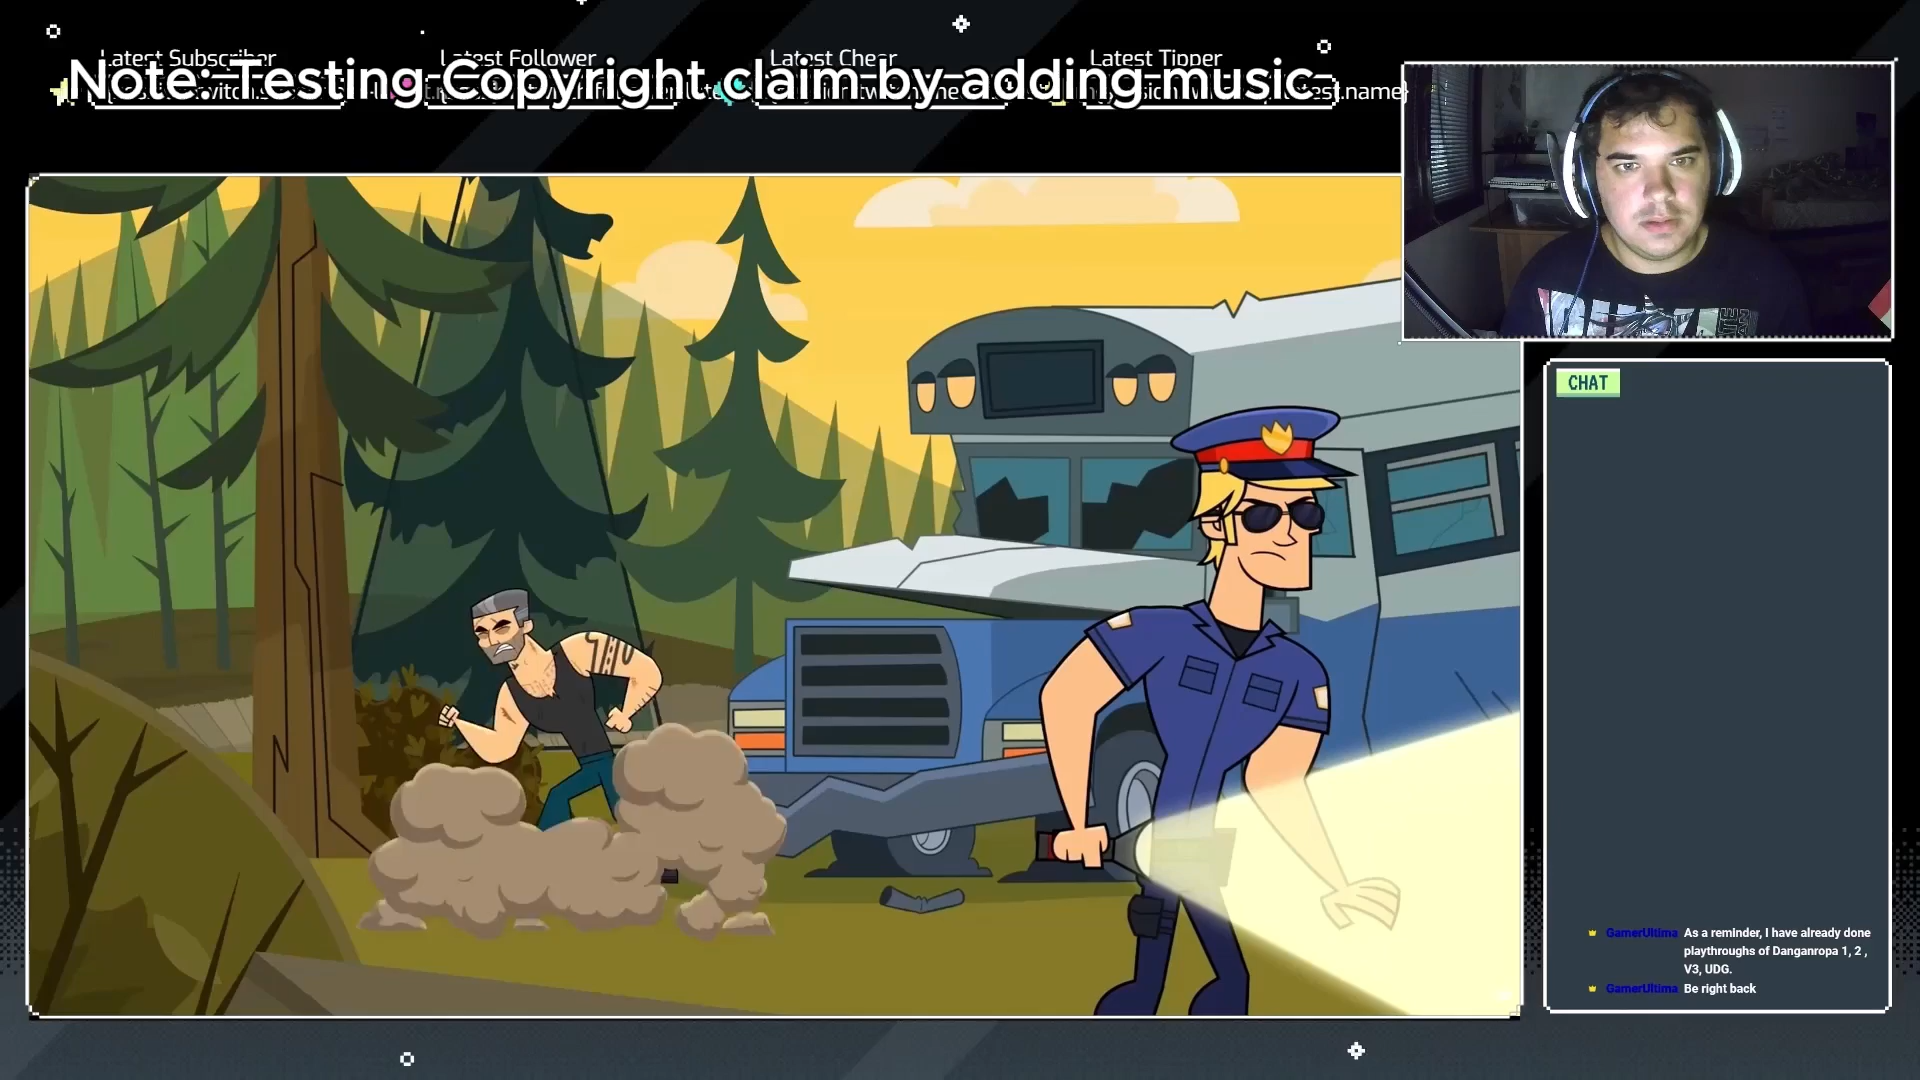 Latest Subscriber
Latest Follower
Latest Cheer
Latest Tipper
Note: Testing Copyright claim by adding music
CHAT
GamerUltima As a reminder, I have already done
playthroughs of Danganropa 1, 2 ,
V3, UDG.
GamerUltima Be right back